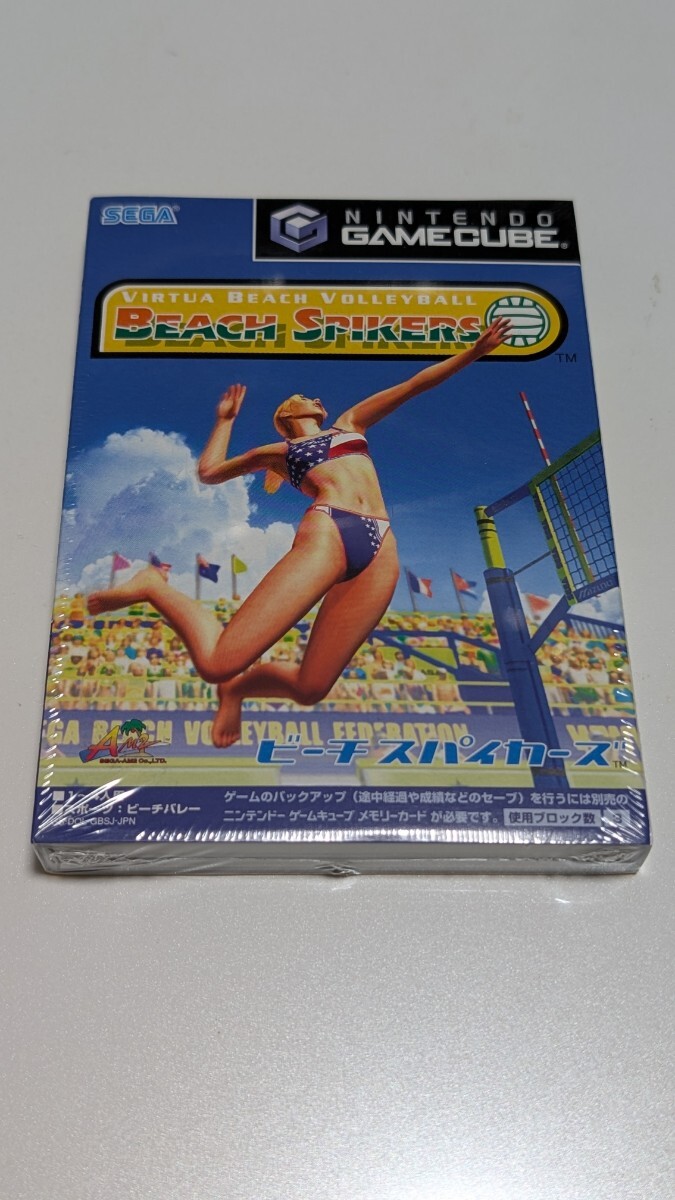 SEGA
NINTENDO
GAMECUBE
VIRTUA BEACH VOLLEYBALL
BEACH SPIKERS
TM
MIZUNO
GA BEACH VOLLEYBALL FEDERATION
AM2
SEGA-AM2 Co.,LTD.
ビーチ スパイカーズ TM
スポーツ：ビーチバレー
DOL-GBSJ-JPN
ゲームのバックアップ（途中経過や成績などのセーブ）を行うには別売の
ニンテンドー ゲームキューブ メモリーカード が必要です。 使用ブロック数